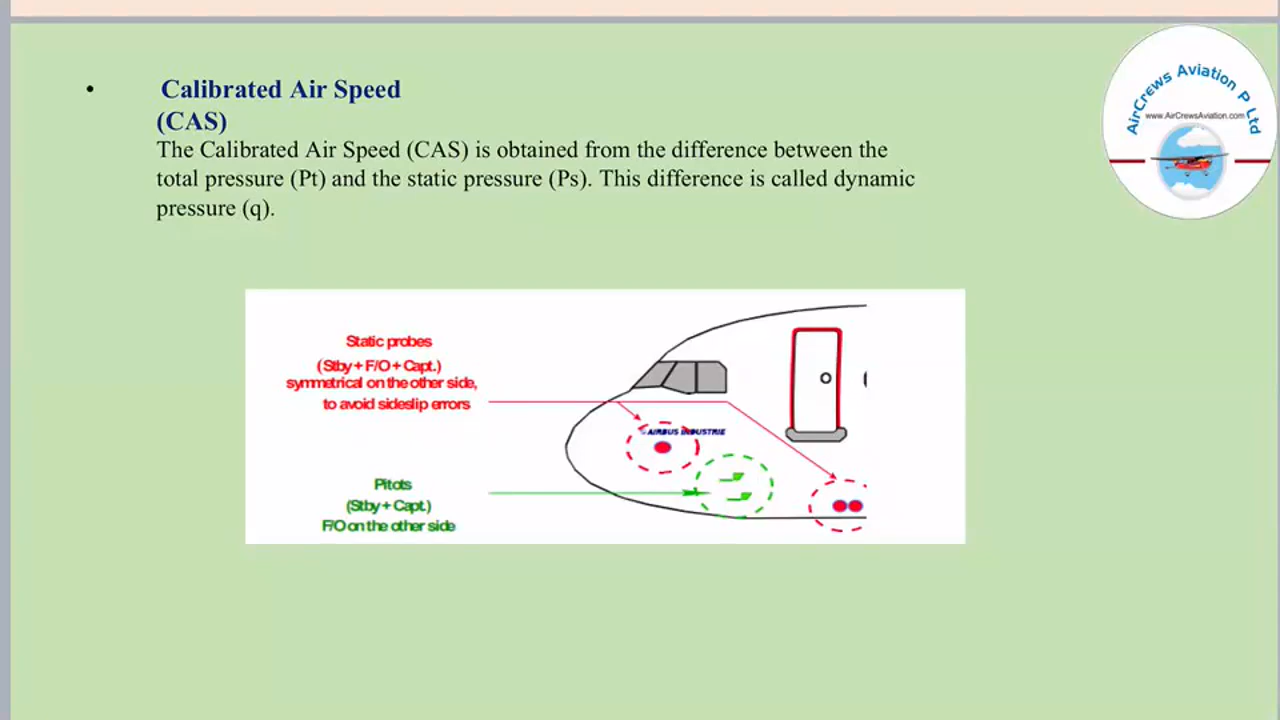 • Calibrated Air Speed
(CAS)
The Calibrated Air Speed (CAS) is obtained from the difference between the
total pressure (Pt) and the static pressure (Ps). This difference is called dynamic
pressure (q).
AirCrews Aviation P Ltd
www.AirCrewsAviation.com
Static probes
(Stby + F/O + Capt.)
symmetrical on the other side,
to avoid sideslip errors
AIRBUS INDUSTRIE
Pitots
(Stby + Capt.)
F/O on the other side